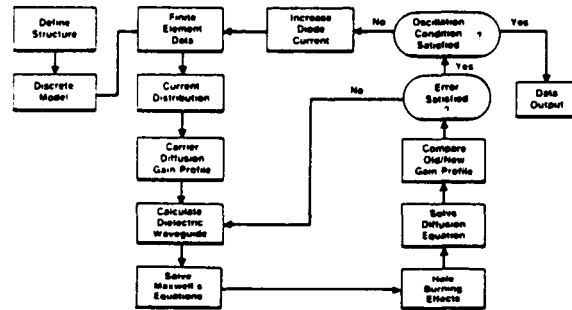 Define
Structure
Discrete
Model
Finite
Element
Data
Current
Distribution
Carrier
Diffusion
Gain Profile
Calculate
Dielectric
Waveguide
Solve
Maxwell's
Equations
Hole
Burning
Effects
Solve
Diffusion
Equation
Compare
Old/New
Gain Profile
Error
Satisfied
?
No
Yes
Oscillation
Condition
Satisfied ?
No
Yes
Increase
Diode
Current
Data
Output